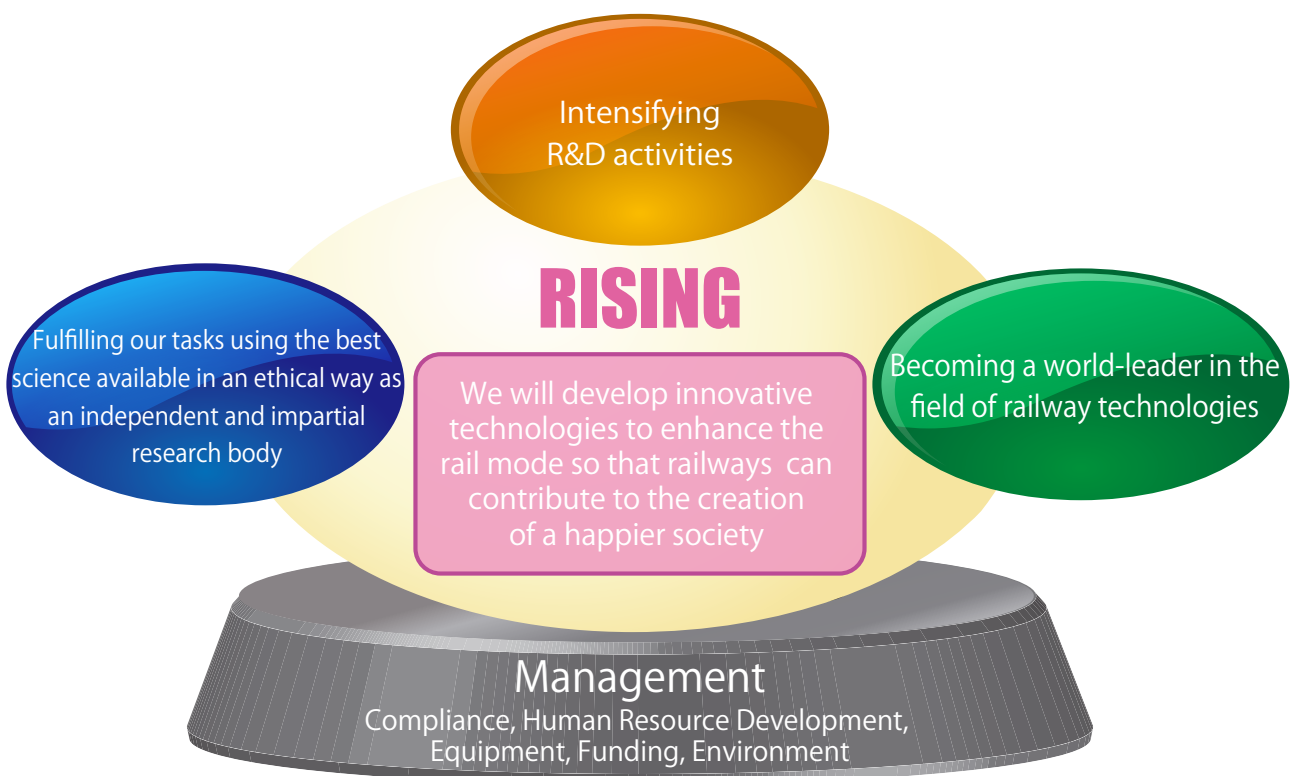 Intensifying
R&D activities
RISING
Fulfilling our tasks using the best
science available in an ethical way as
an independent and impartial
research body
We will develop innovative
technologies to enhance the
rail mode so that railways can
contribute to the creation
of a happier society
Becoming a world-leader in the
field of railway technologies
Management
Compliance, Human Resource Development,
Equipment, Funding, Environment